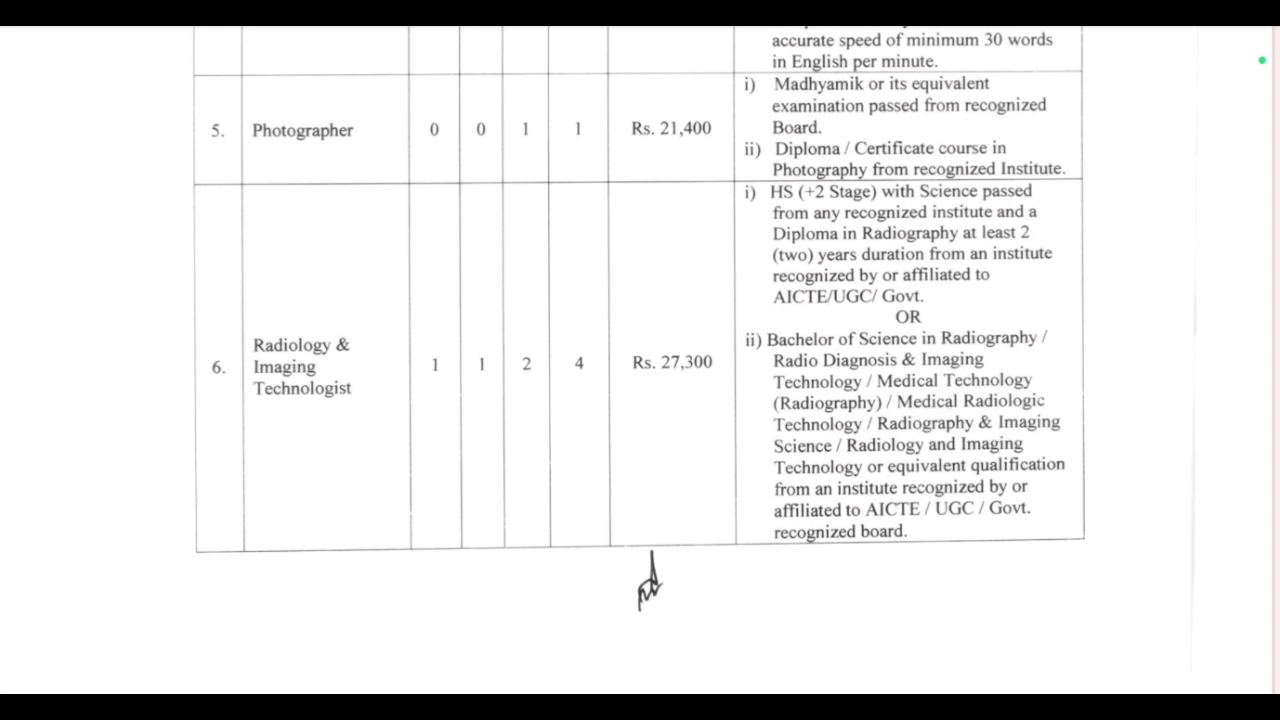 accurate speed of minimum 30 words
in English per minute.
5. Photographer 0 0 1 1 Rs. 21,400
i) Madhyamik or its equivalent
examination passed from recognized
Board.
ii) Diploma / Certificate course in
Photography from recognized Institute.
6. Radiology &
Imaging
Technologist
1 1 2 4 Rs. 27,300
i) HS (+2 Stage) with Science passed
from any recognized institute and a
Diploma in Radiography at least 2
(two) years duration from an institute
recognized by or affiliated to
AICTE/UGC/ Govt.
OR
ii) Bachelor of Science in Radiography /
Radio Diagnosis & Imaging
Technology / Medical Technology
(Radiography) / Medical Radiologic
Technology / Radiography & Imaging
Science / Radiology and Imaging
Technology or equivalent qualification
from an institute recognized by or
affiliated to AICTE / UGC / Govt.
recognized board.